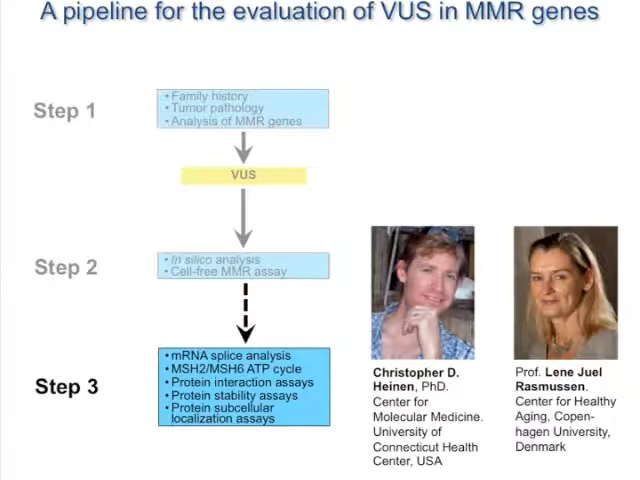 A pipeline for the evaluation of VUS in MMR genes
Step 1
• Family history
• Tumor pathology
• Analysis of MMR genes
VUS
Step 2
• In silico analysis
• Cell-free MMR assay
Step 3
• mRNA splice analysis
• MSH2/MSH6 ATP cycle
• Protein interaction assays
• Protein stability assays
• Protein subcellular
localization assays
Christopher D.
Heinen, PhD.
Center for
Molecular Medicine.
University of
Connecticut Health
Center, USA
Prof. Lene Juel
Rasmussen.
Center for Healthy
Aging, Copen-
hagen University,
Denmark